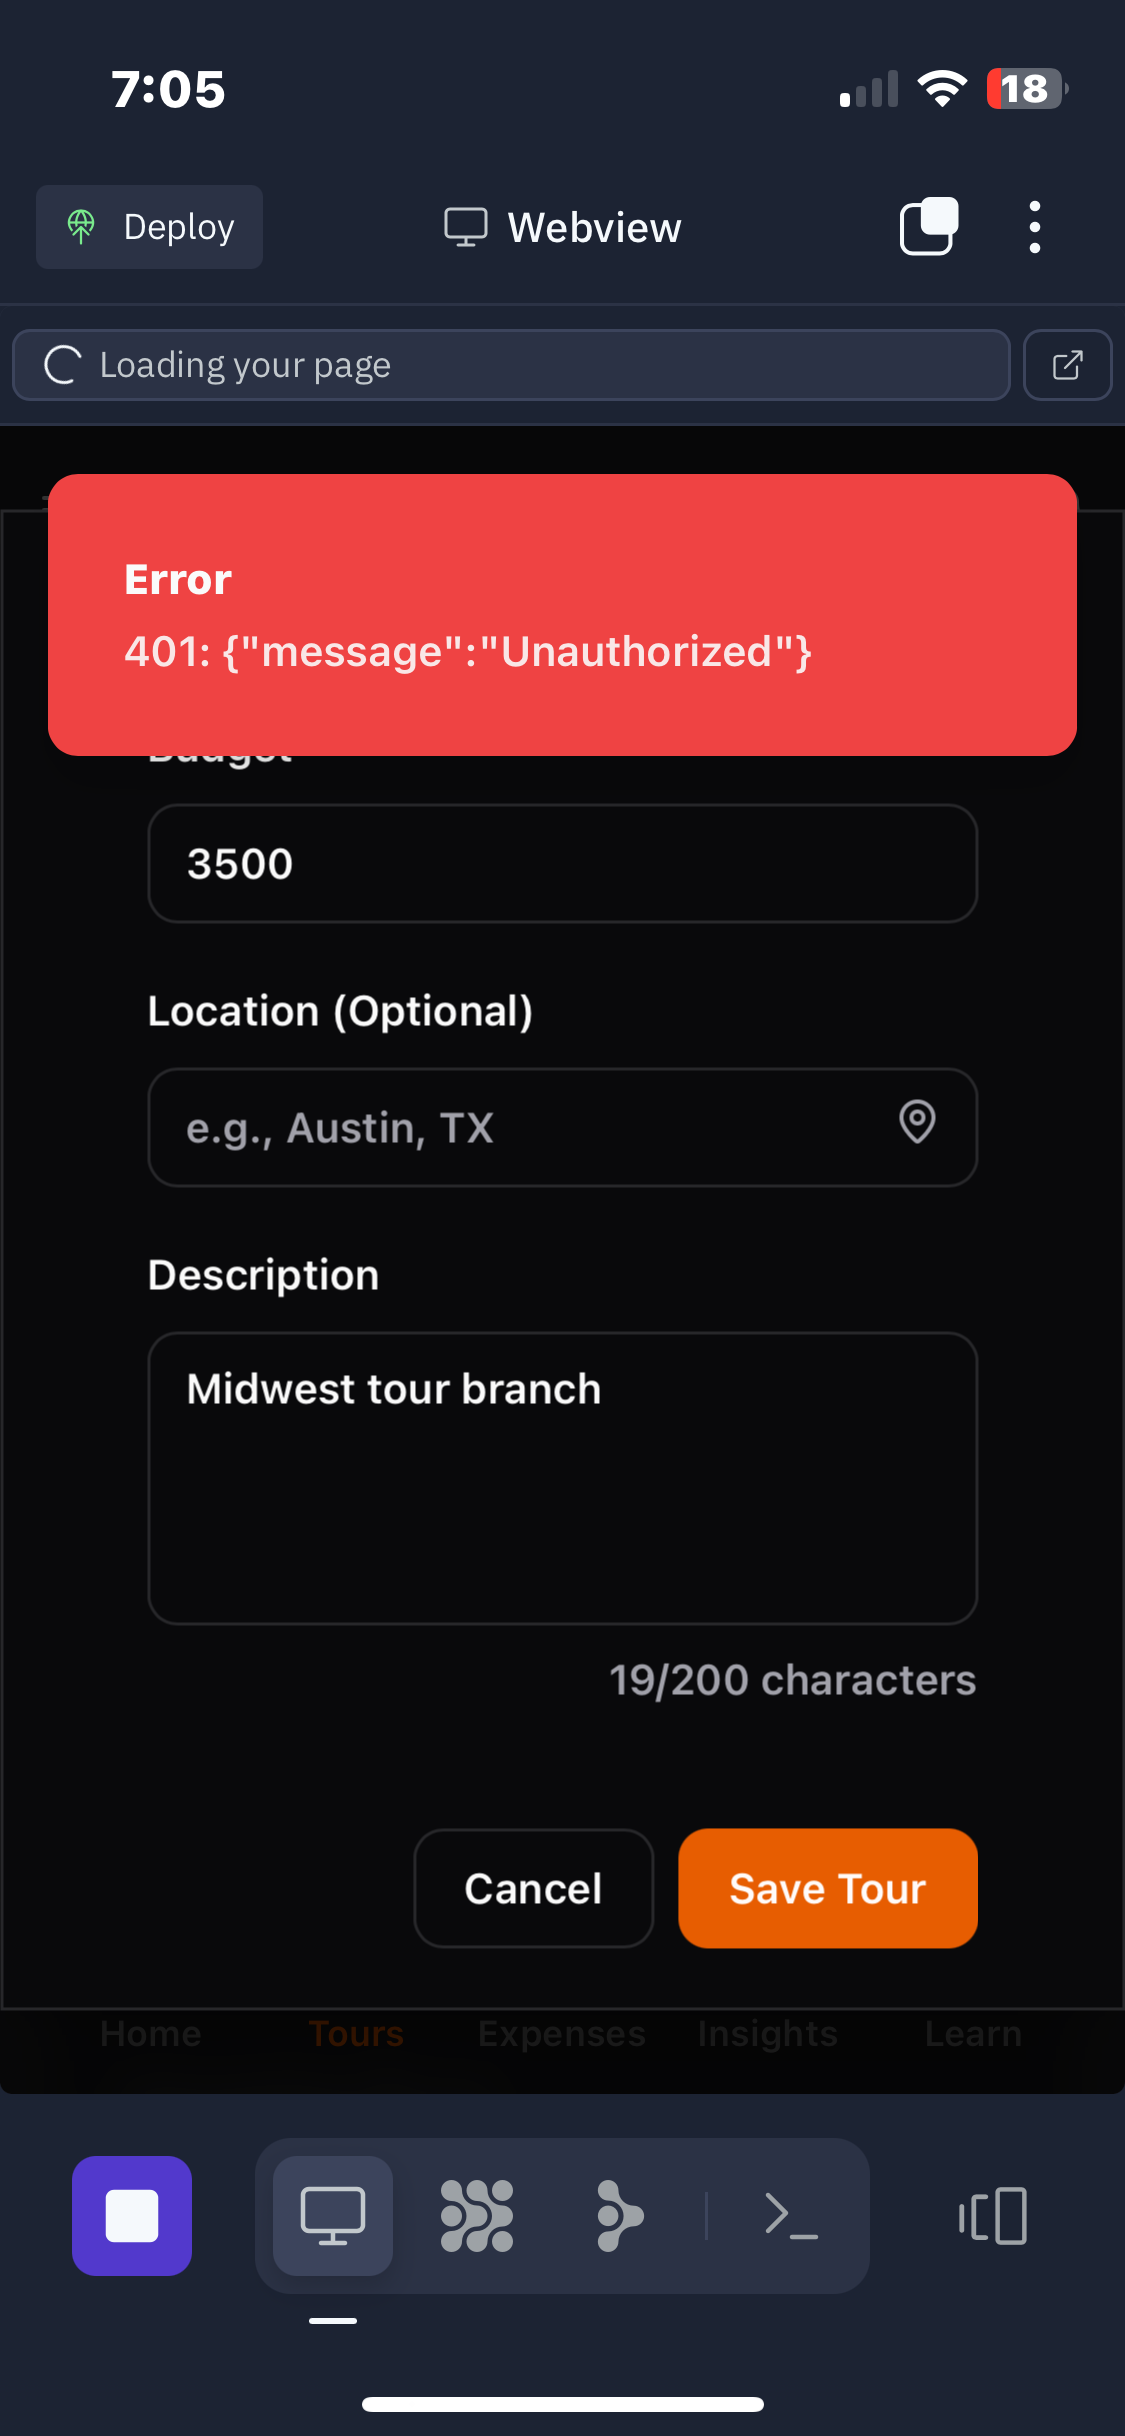 7:05
18
Deploy
Webview
Loading your page
Error
401: {"message":"Unauthorized"}
Budget
3500
Location (Optional)
e.g., Austin, TX
Description
Midwest tour branch
19/200 characters
Cancel
Save Tour
Home
Tours
Expenses
Insights
Learn